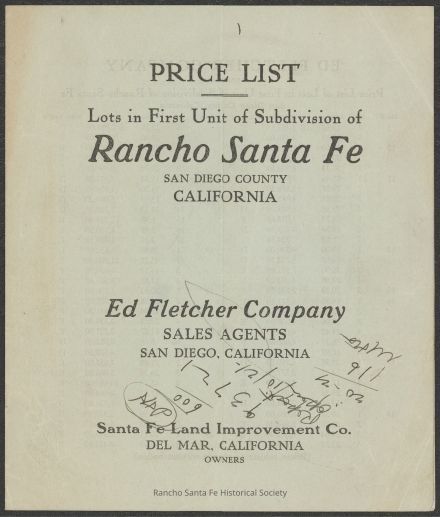 PRICE LIST
Lots in First Unit of Subdivision of
Rancho Santa Fe
SAN DIEGO COUNTY
CALIFORNIA
Ed Fletcher Company
SALES AGENTS
SAN DIEGO, CALIFORNIA
116
600
Santa Fe Land Improvement Co.
DEL MAR, CALIFORNIA
OWNERS
Rancho Santa Fe Historical Society